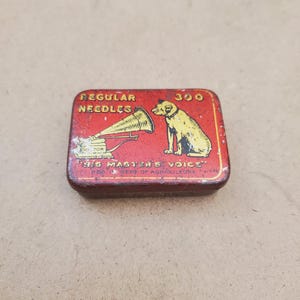 REGULAR 300
NEEDLES
"HIS MASTER'S VOICE"